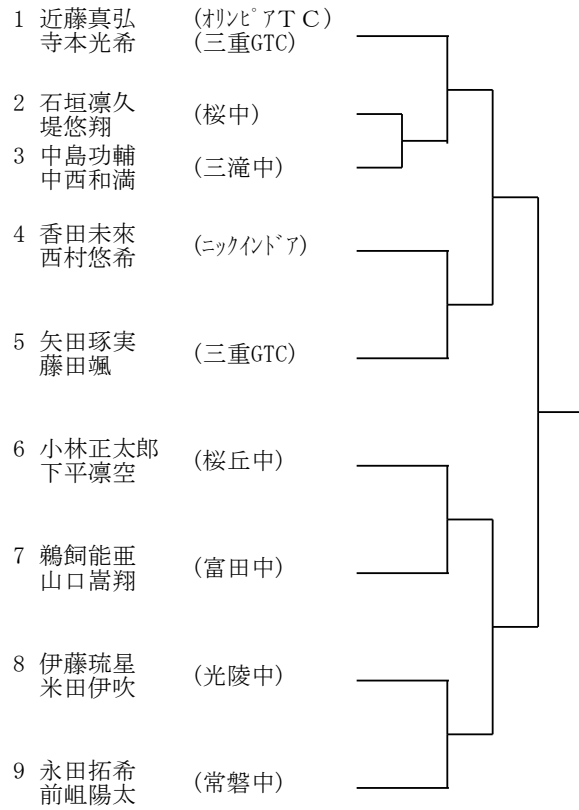 1 近藤真弘 (ｵﾘﾝﾋﾟｱＴＣ)
寺本光希 (三重GTC)
2 石垣凛久
堤悠翔 (桜中)
3 中島功輔
中西和満 (三滝中)
4 香田未來
西村悠希 (ﾆｯｸｲﾝﾄﾞｱ)
5 矢田琢実
藤田颯 (三重GTC)
6 小林正太郎
下平凛空 (桜丘中)
7 鵜飼能亜
山口嵩翔 (富田中)
8 伊藤琉星
米田伊吹 (光陵中)
9 永田拓希
前岨陽太 (常磐中)